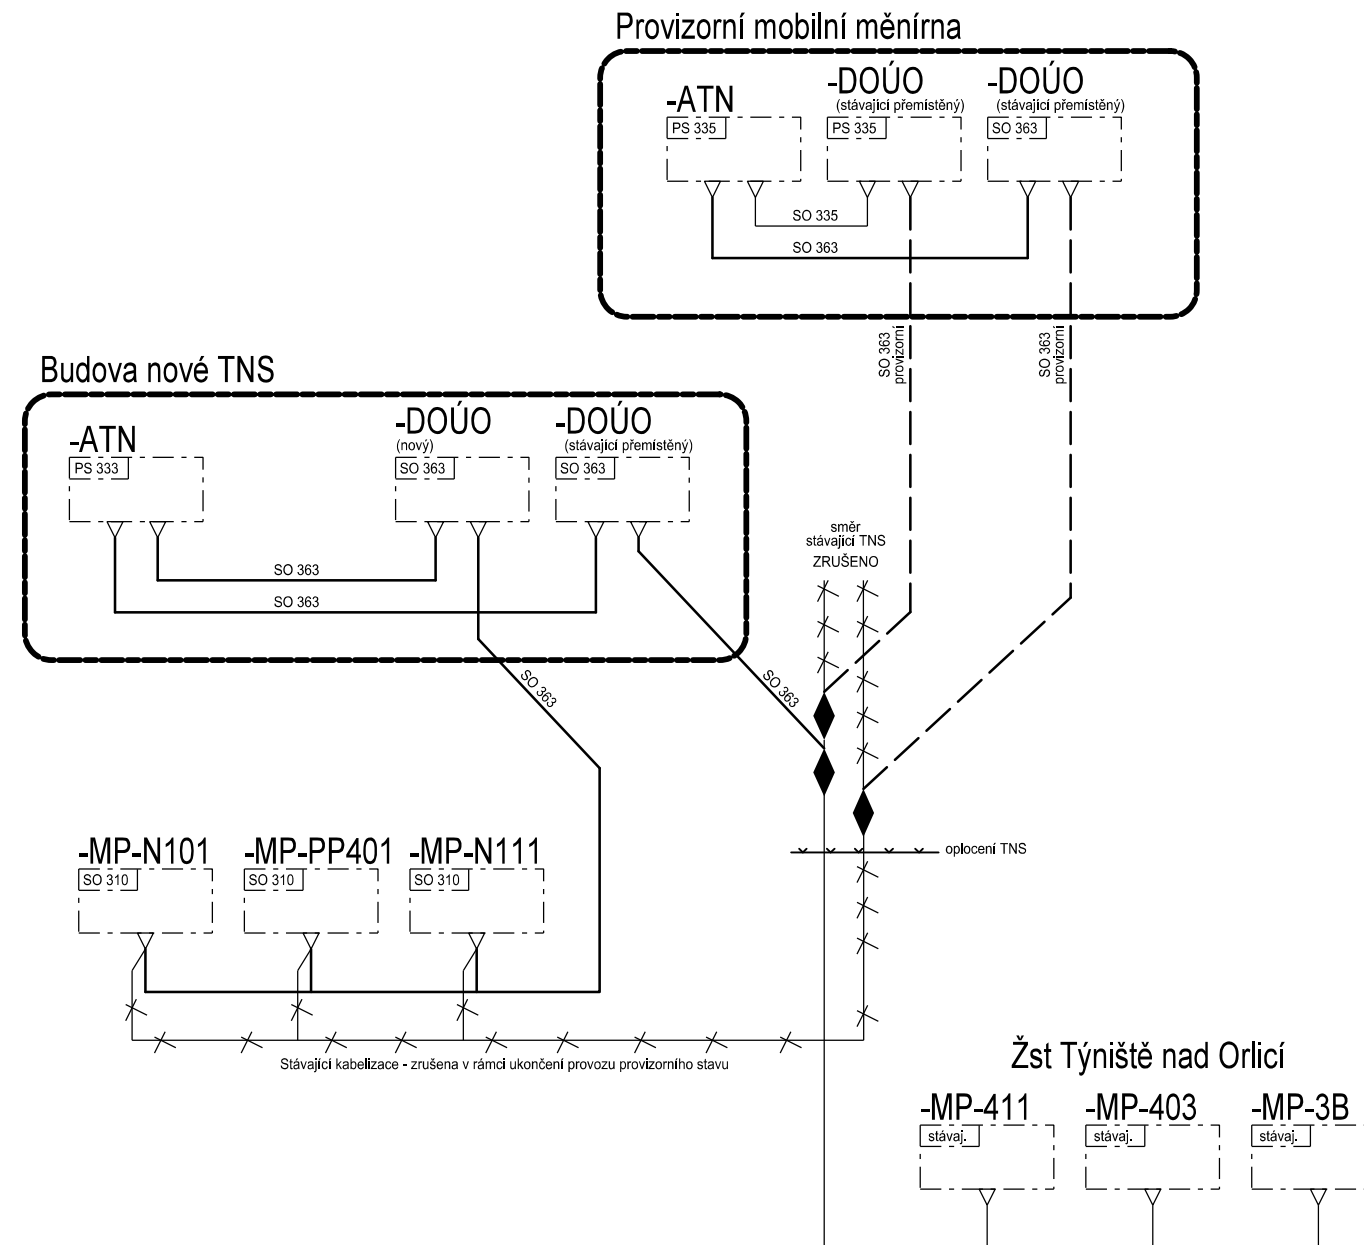 Provizorní mobilní měnírna
-ATN
PS 335
-DOÚO
(stávající přemístěný)
PS 335
-DOÚO
(stávající přemístěný)
SO 363
SO 335
SO 363
SO 363
provizorní
SO 363
provizorní
Budova nové TNS
-ATN
PS 333
-DOÚO
(nový)
SO 363
-DOÚO
(stávající přemístěný)
SO 363
SO 363
SO 363
SO 363
SO 363
směr
stávající TNS
ZRUŠENO
oplocení TNS
-MP-N101
SO 310
-MP-PP401
SO 310
-MP-N111
SO 310
Stávající kabelizace - zrušena v rámci ukončení provozu provizorního stavu
Žst Týniště nad Orlicí
-MP-411
stávaj.
-MP-403
stávaj.
-MP-3B
stávaj.